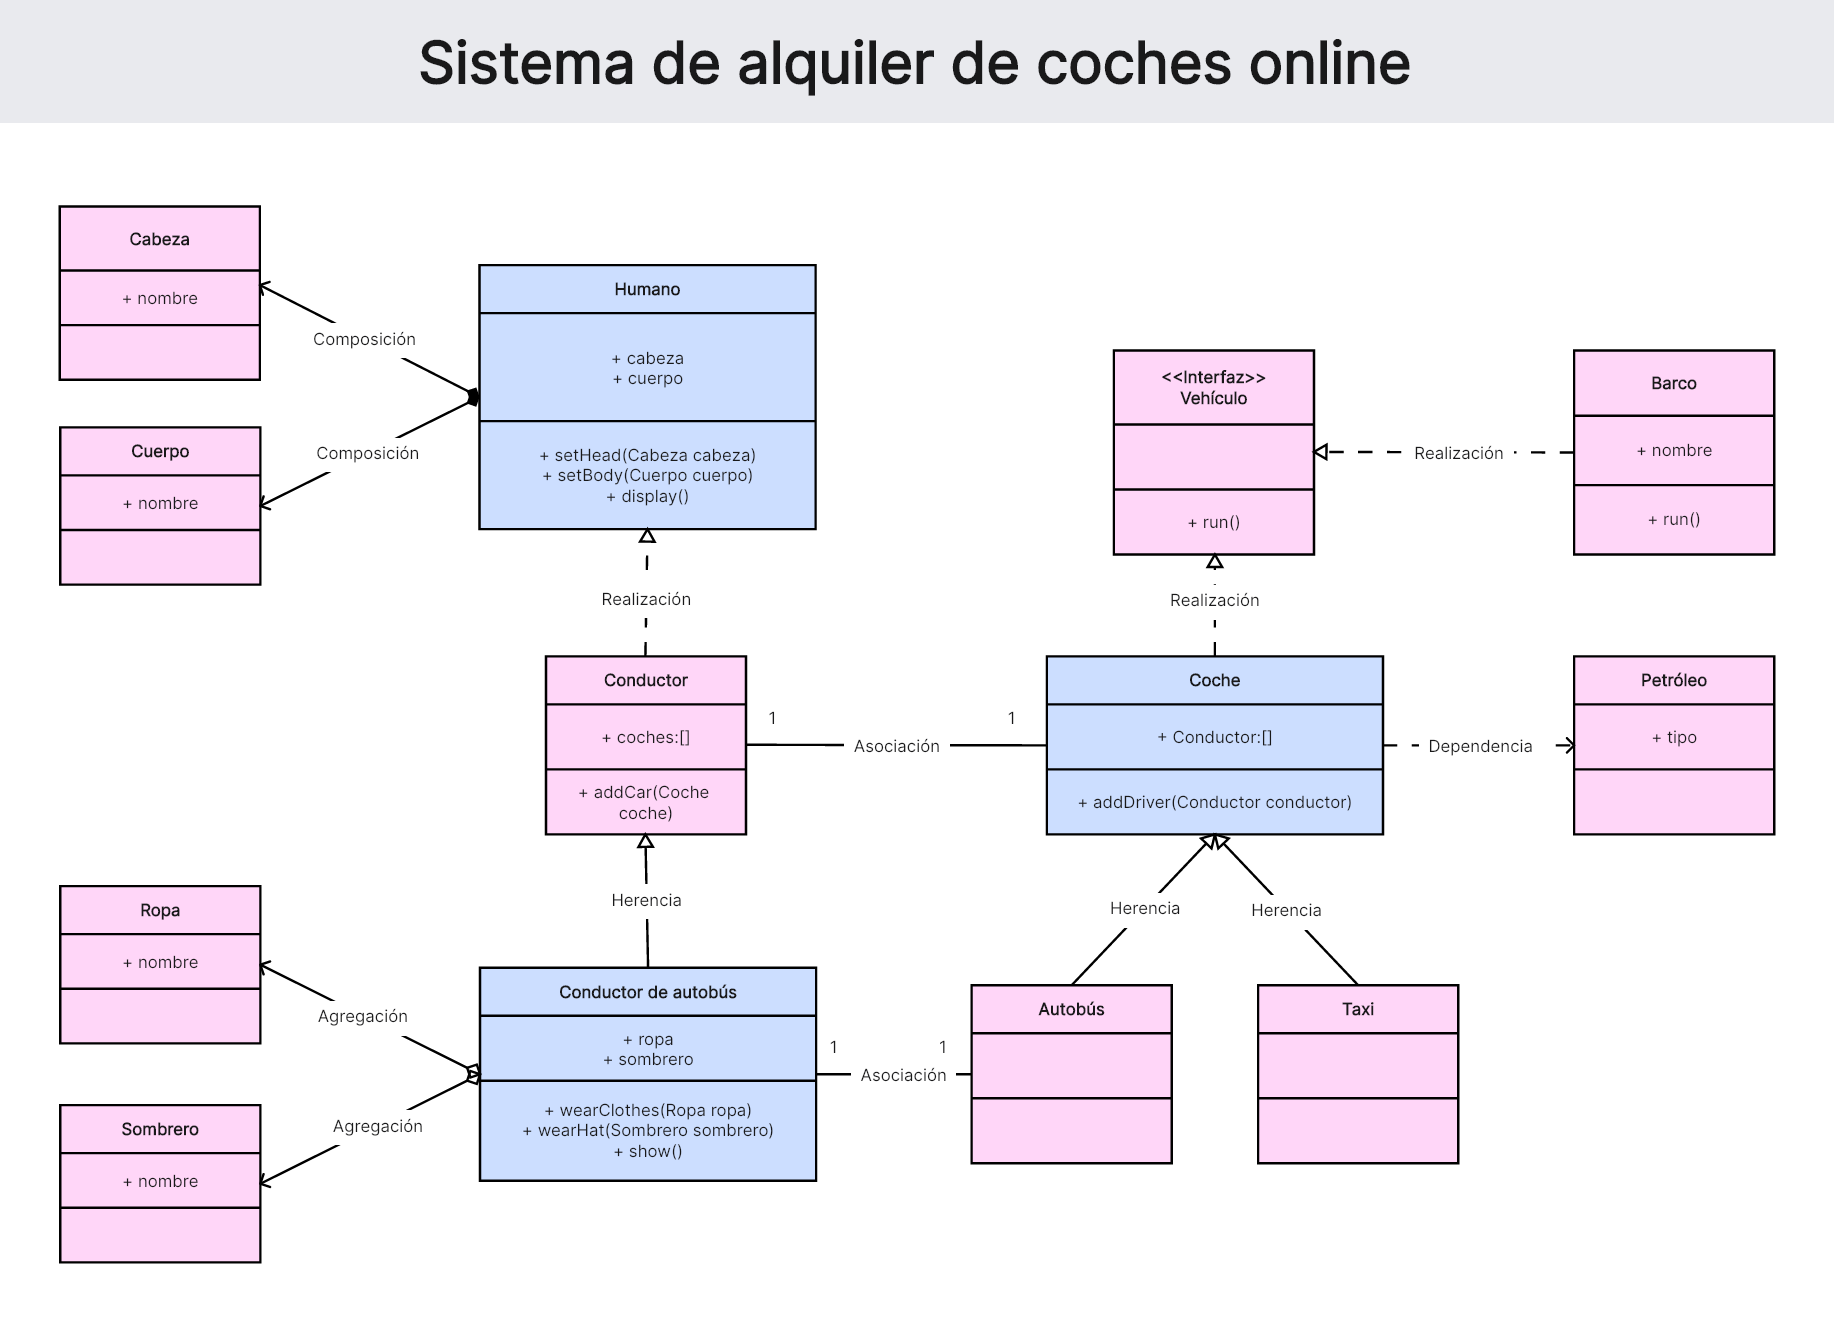 Sistema de alquiler de coches online
Cabeza
+ nombre
Composición
Humano
+ cabeza
+ cuerpo
+ setHead(Cabeza cabeza)
+ setBody(Cuerpo cuerpo)
+ display()
Cuerpo
+ nombre
Composición
<<Interfaz>>
Vehículo
+ run()
Realización
Barco
+ nombre
+ run()
Realización
Realización
Conductor
+ coches:[]
+ addCar(Coche
coche)
1
1
Asociación
Coche
+ Conductor:[]
+ addDriver(Conductor conductor)
Dependencia
Petróleo
+ tipo
Herencia
Herencia
Herencia
Ropa
+ nombre
Agregación
Conductor de autobús
+ ropa
+ sombrero
+ wearClothes(Ropa ropa)
+ wearHat(Sombrero sombrero)
+ show()
1
1
Asociación
Autobús
Taxi
Sombrero
+ nombre
Agregación